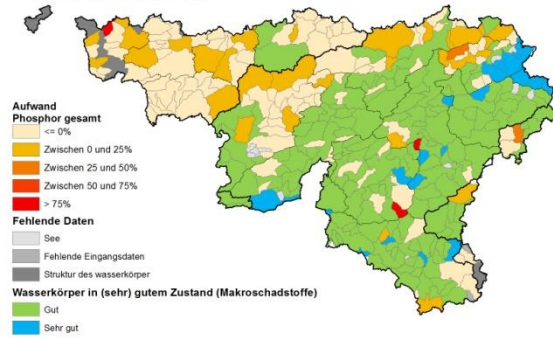 Aufwand
Phosphor gesamt
<= 0%
Zwischen 0 und 25%
Zwischen 25 und 50%
Zwischen 50 und 75%
> 75%
Fehlende Daten
See
Fehlende Eingangsdaten
Struktur des wasserkörper
Wasserkörper in (sehr) gutem Zustand (Makroschadstoffe)
Gut
Sehr gut